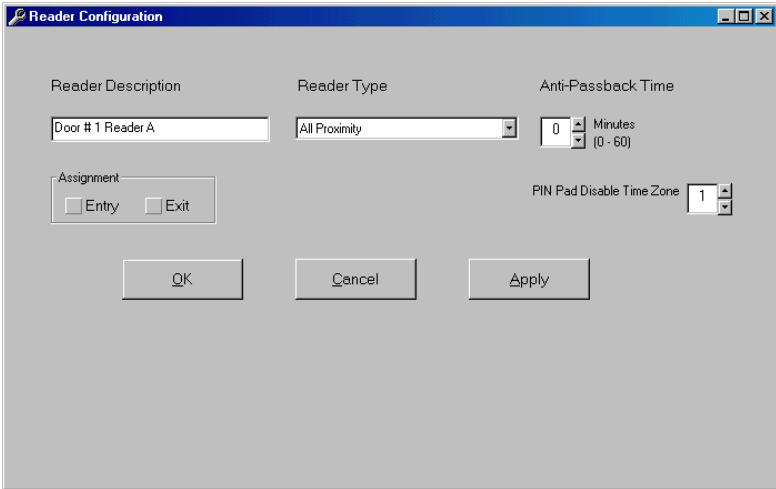 Reader Configuration
Reader Description
Reader Type
Anti-Passback Time
Door # 1 Reader A
All Proximity
0
Minutes
(0 - 60)
Assignment
Entry
Exit
PIN Pad Disable Time Zone
1
OK
Cancel
Apply